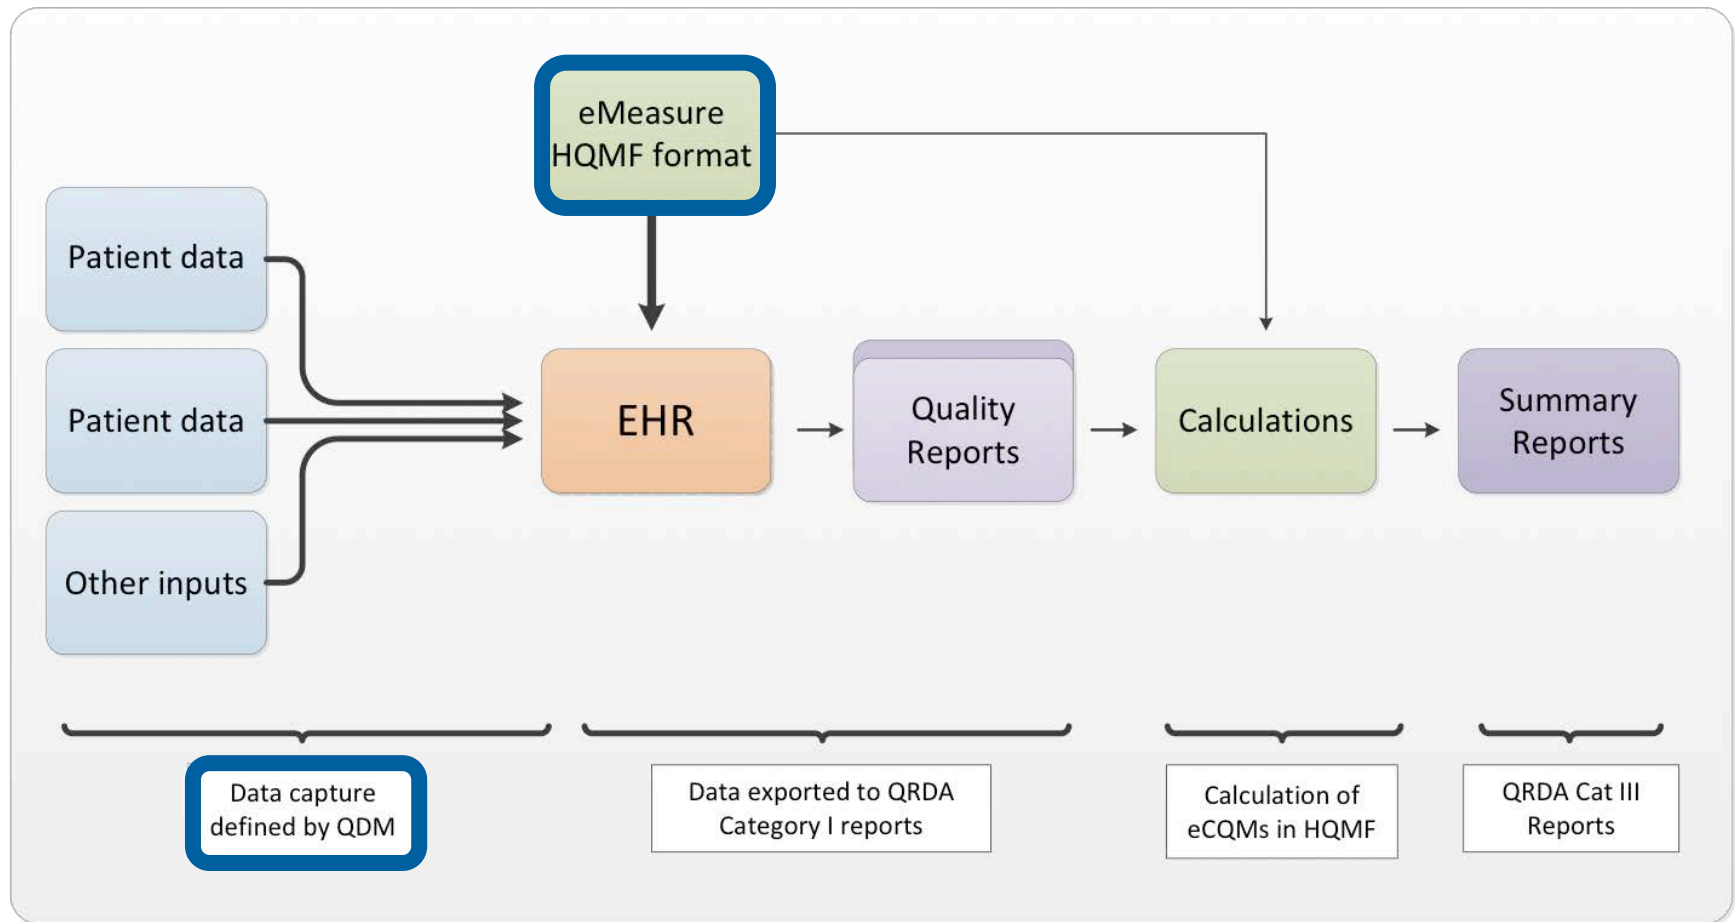 eMeasure
HQMF format
Patient data
Patient data
Other inputs
EHR
Quality
Reports
Calculations
Summary
Reports
Data capture
defined by QDM
Data exported to QRDA
Category I reports
Calculation of
eCQMs in HQMF
QRDA Cat III
Reports